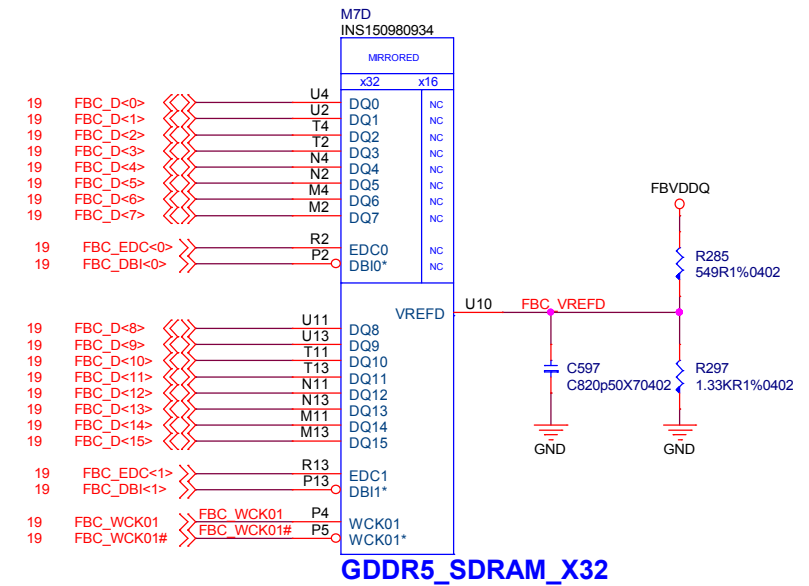 M7D
INS150980934
MIRRORED
x32 x16
19 FBC_D<0> U4 DQ0 NC
19 FBC_D<1> U2 DQ1 NC
19 FBC_D<2> T4 DQ2 NC
19 FBC_D<3> T2 DQ3 NC
19 FBC_D<4> N4 DQ4 NC
19 FBC_D<5> N2 DQ5 NC
19 FBC_D<6> M4 DQ6 NC
19 FBC_D<7> M2 DQ7 NC
19 FBC_EDC<0> R2 EDC0 NC
19 FBC_DBI<0> P2 DBI0* NC
FBVDDQ
R285
549R1%0402
VREFD U10 FBC_VREFD
19 FBC_D<8> U11 DQ8
19 FBC_D<9> U13 DQ9
19 FBC_D<10> T11 DQ10
19 FBC_D<11> T13 DQ11
19 FBC_D<12> N11 DQ12
19 FBC_D<13> N13 DQ13
19 FBC_D<14> M11 DQ14
19 FBC_D<15> M13 DQ15
C597
C820p50X70402
R297
1.33KR1%0402
GND
GND
19 FBC_EDC<1> R13 EDC1
19 FBC_DBI<1> P13 DBI1*
19 FBC_WCK01 FBC_WCK01 P4 WCK01
19 FBC_WCK01# FBC_WCK01# P5 WCK01*
GDDR5_SDRAM_X32